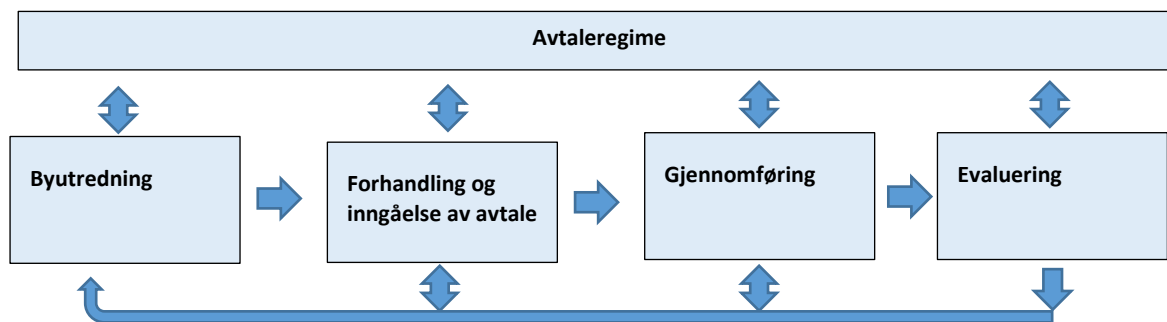 Avtaleregime
Byutredning
Forhandling og
inngåelse av avtale
Gjennomføring
Evaluering